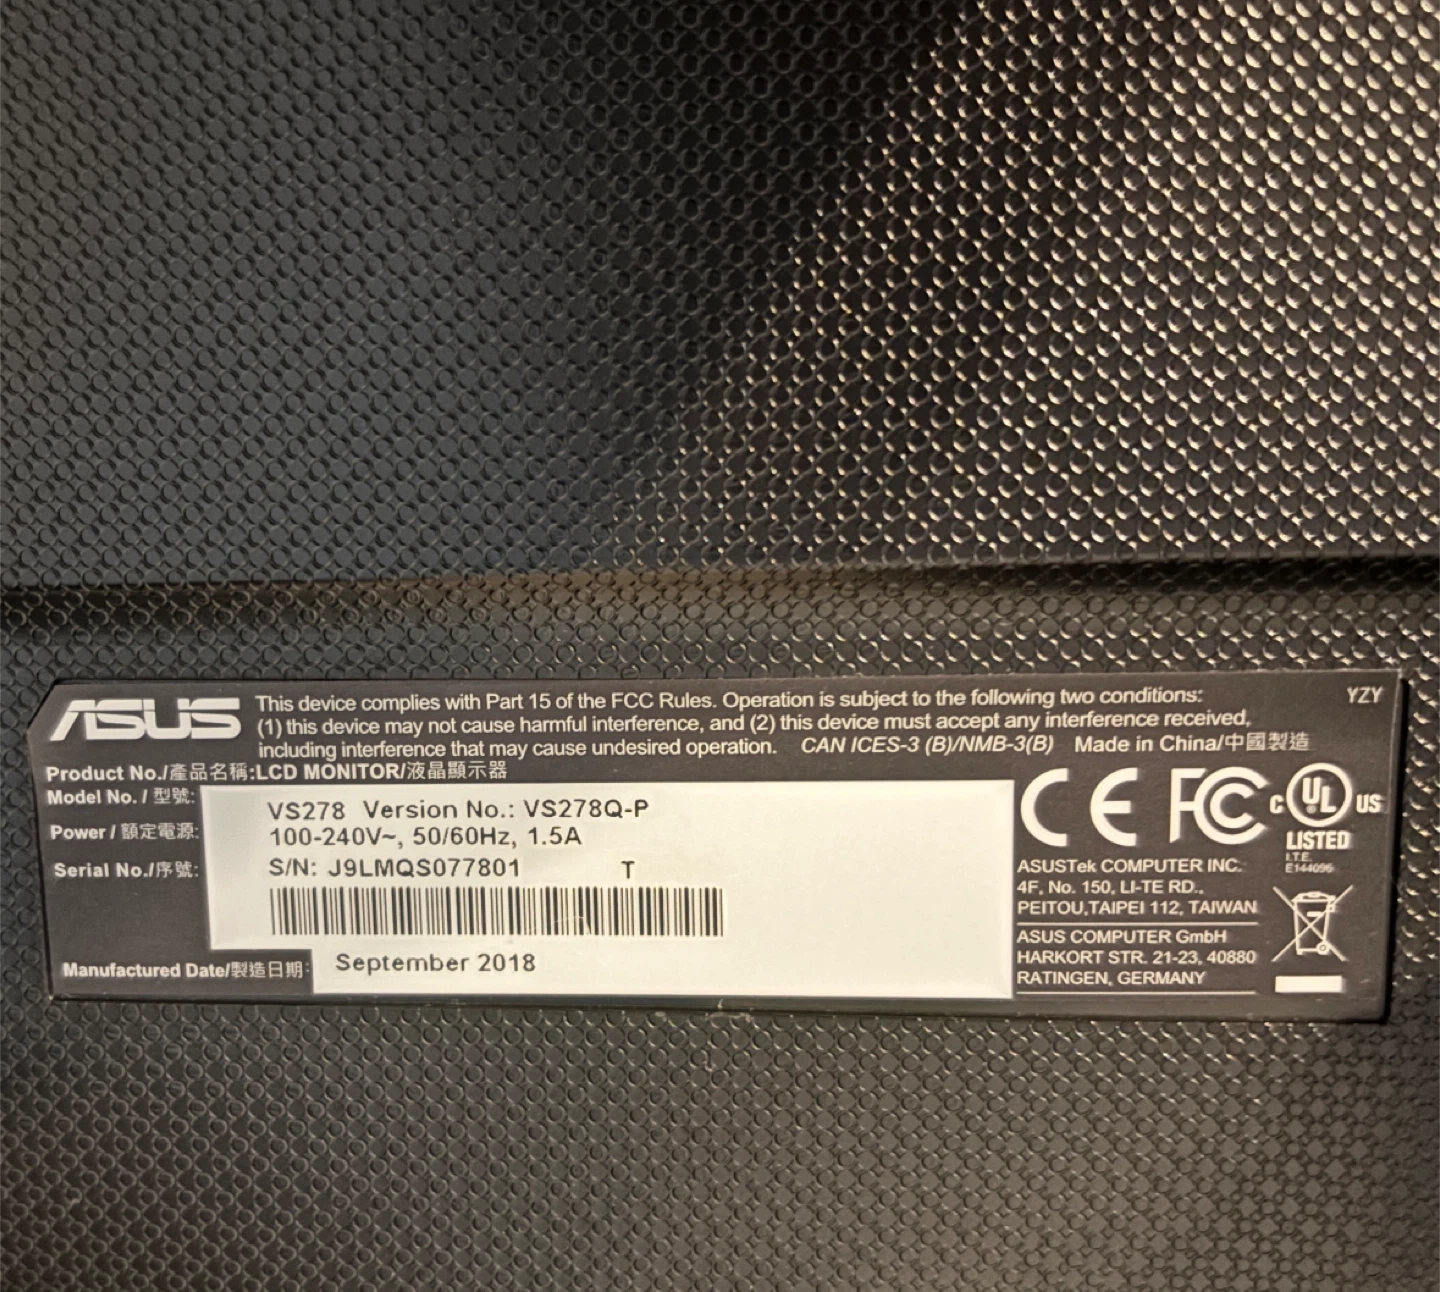 ASUS
This device complies with Part 15 of the FCC Rules. Operation is subject to the following two conditions:
(1) this device may not cause harmful interference, and (2) this device must accept any interference received,
including interference that may cause undesired operation. CAN ICES-3 (B)/NMB-3(B) Made in China/中國製造
YZY
Product No./產品名稱:LCD MONITOR/液晶顯示器
Model No. / 型號: VS278 Version No.: VS278Q-P
Power / 額定電源: 100-240V~, 50/60Hz, 1.5A
Serial No./序號: S/N: J9LMQS077801 T
Manufactured Date/製造日期: September 2018
CE FC C UL US
LISTED
I.T.E.
E144096
ASUSTek COMPUTER INC.
4F, No. 150, LI-TE RD.,
PEITOU,TAIPEI 112, TAIWAN
ASUS COMPUTER GmbH
HARKORT STR. 21-23, 40880
RATINGEN, GERMANY